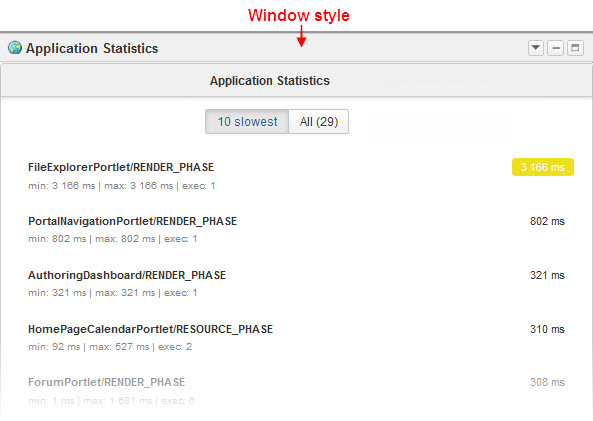 Window style
Application Statistics
Application Statistics
10 slowest All (29)
FileExplorerPortlet/RENDER_PHASE 3 166 ms
min: 3 166 ms | max: 3 166 ms | exec: 1
PortalNavigationPortlet/RENDER_PHASE 802 ms
min: 802 ms | max: 802 ms | exec: 1
AuthoringDashboard/RENDER_PHASE 321 ms
min: 321 ms | max: 321 ms | exec: 1
HomePageCalendarPortlet/RESOURCE_PHASE 310 ms
min: 92 ms | max: 527 ms | exec: 2
ForumPortlet/RENDER_PHASE 308 ms
min: 1 ms | max: 1 681 ms | exec: 6